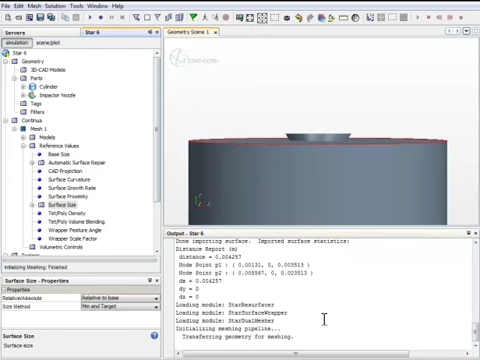 File Edit Mesh Solution Tools Window Help
Servers
Star 6
Geometry Scene 1
simulation
scene/plot
Star 6
Geometry
3D-CAD Models
Parts
Cylinder
Impactor Nozzle
Tags
Filters
Continua
Mesh 1
Models
Reference Values
Base Size
Automatic Surface Repair
CAD Projection
Surface Curvature
Surface Growth Rate
Surface Proximity
Surface Size
Tet/Poly Density
Tet/Poly Volume Blending
Wrapper Feature Angle
Wrapper Scale Factor
Volumetric Controls
Initializing Meshing: Finished
Surface Size - Properties
Properties
Relative/Absolute
Relative to base
Size Method
Min and Target
Surface Size
STAR-CCM+
Output - Star 6
Done importing surface. Imported surface statistics:
Distance Report (m)
distance = 0.004257
Node Point p1 : ( 0.00131, 0, 0.003513)
Node Point p2 : ( 0.005567, 0, 0.003513)
dx = 0.004257
dy = 0
dz = 0
Loading module: StarResurfacer
Loading module: StarSurfaceWrapper
Loading module: StarDualMesher
Initializing meshing pipeline...
Transferring geometry for meshing.